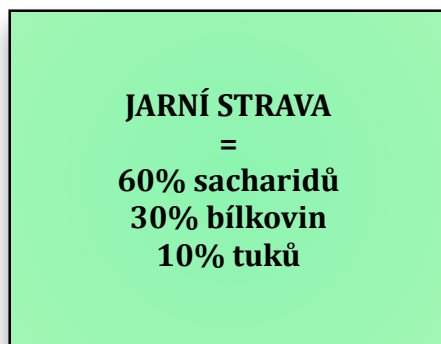 JARNÍ STRAVA
=
60% sacharidů
30% bílkovin
10% tuků